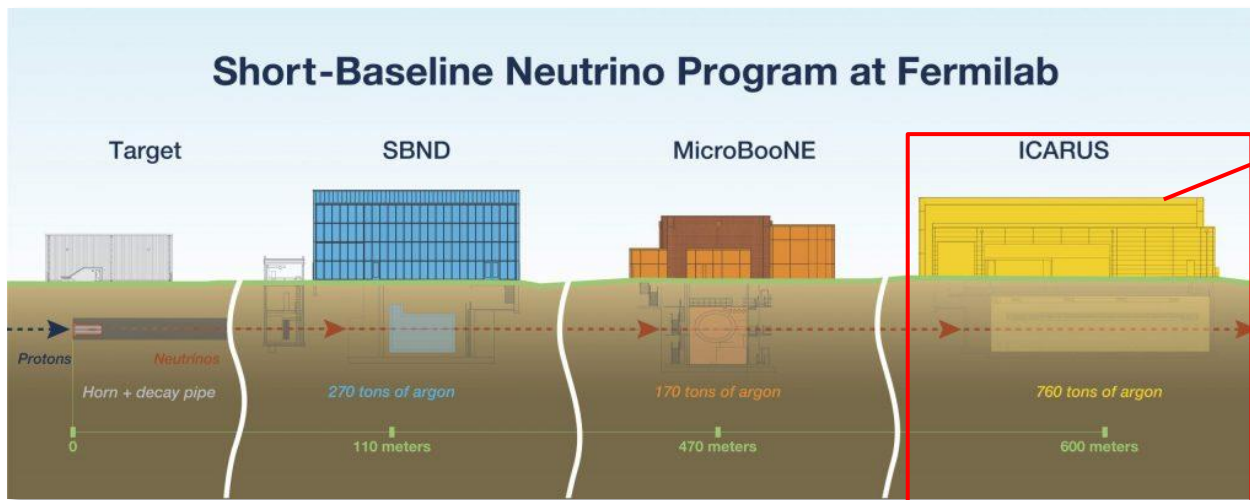 Short-Baseline Neutrino Program at Fermilab
Target
SBND
MicroBooNE
ICARUS
Protons
Neutrinos
Horn + decay pipe
270 tons of argon
170 tons of argon
760 tons of argon
0
110 meters
470 meters
600 meters